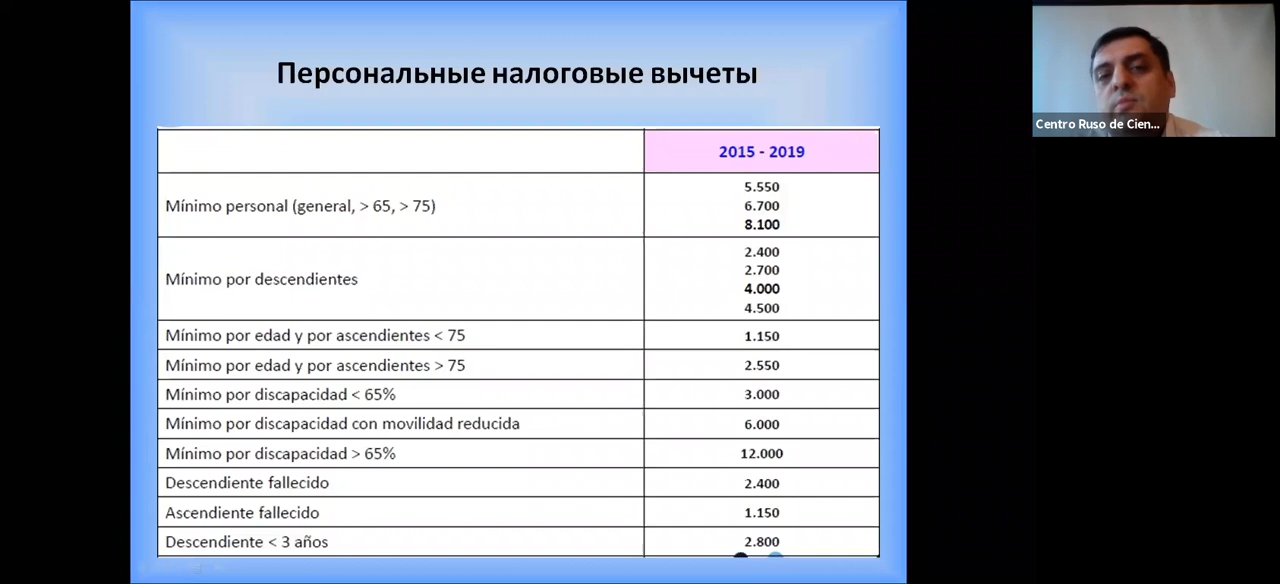 Персональные налоговые вычеты
Centro Ruso de Cien...
2015 - 2019
Mínimo personal (general, > 65, > 75)
5.550
6.700
8.100
Mínimo por descendientes
2.400
2.700
4.000
4.500
Mínimo por edad y por ascendientes < 75
1.150
Mínimo por edad y por ascendientes > 75
2.550
Mínimo por discapacidad < 65%
3.000
Mínimo por discapacidad con movilidad reducida
6.000
Mínimo por discapacidad > 65%
12.000
Descendiente fallecido
2.400
Ascendiente fallecido
1.150
Descendiente < 3 años
2.800